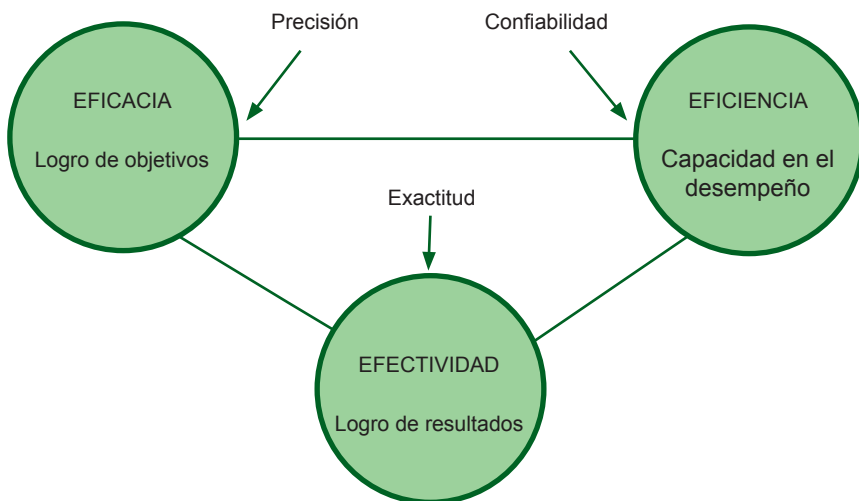 Precisión
Confiabilidad
EFICACIA
Logro de objetivos
EFICIENCIA
Capacidad en el
desempeño
Exactitud
EFECTIVIDAD
Logro de resultados